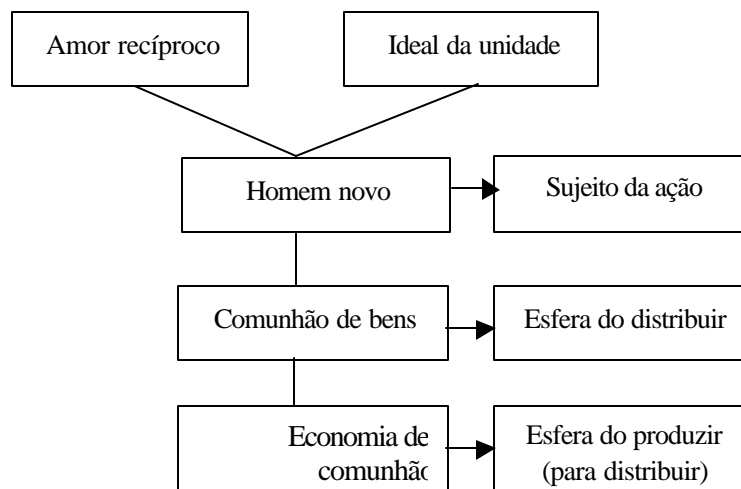 Amor recíproco
Ideal da unidade
Homem novo
Sujeito da ação
Comunhão de bens
Esfera do distribuir
Economia de
comunhão
Esfera do produzir
(para distribuir)